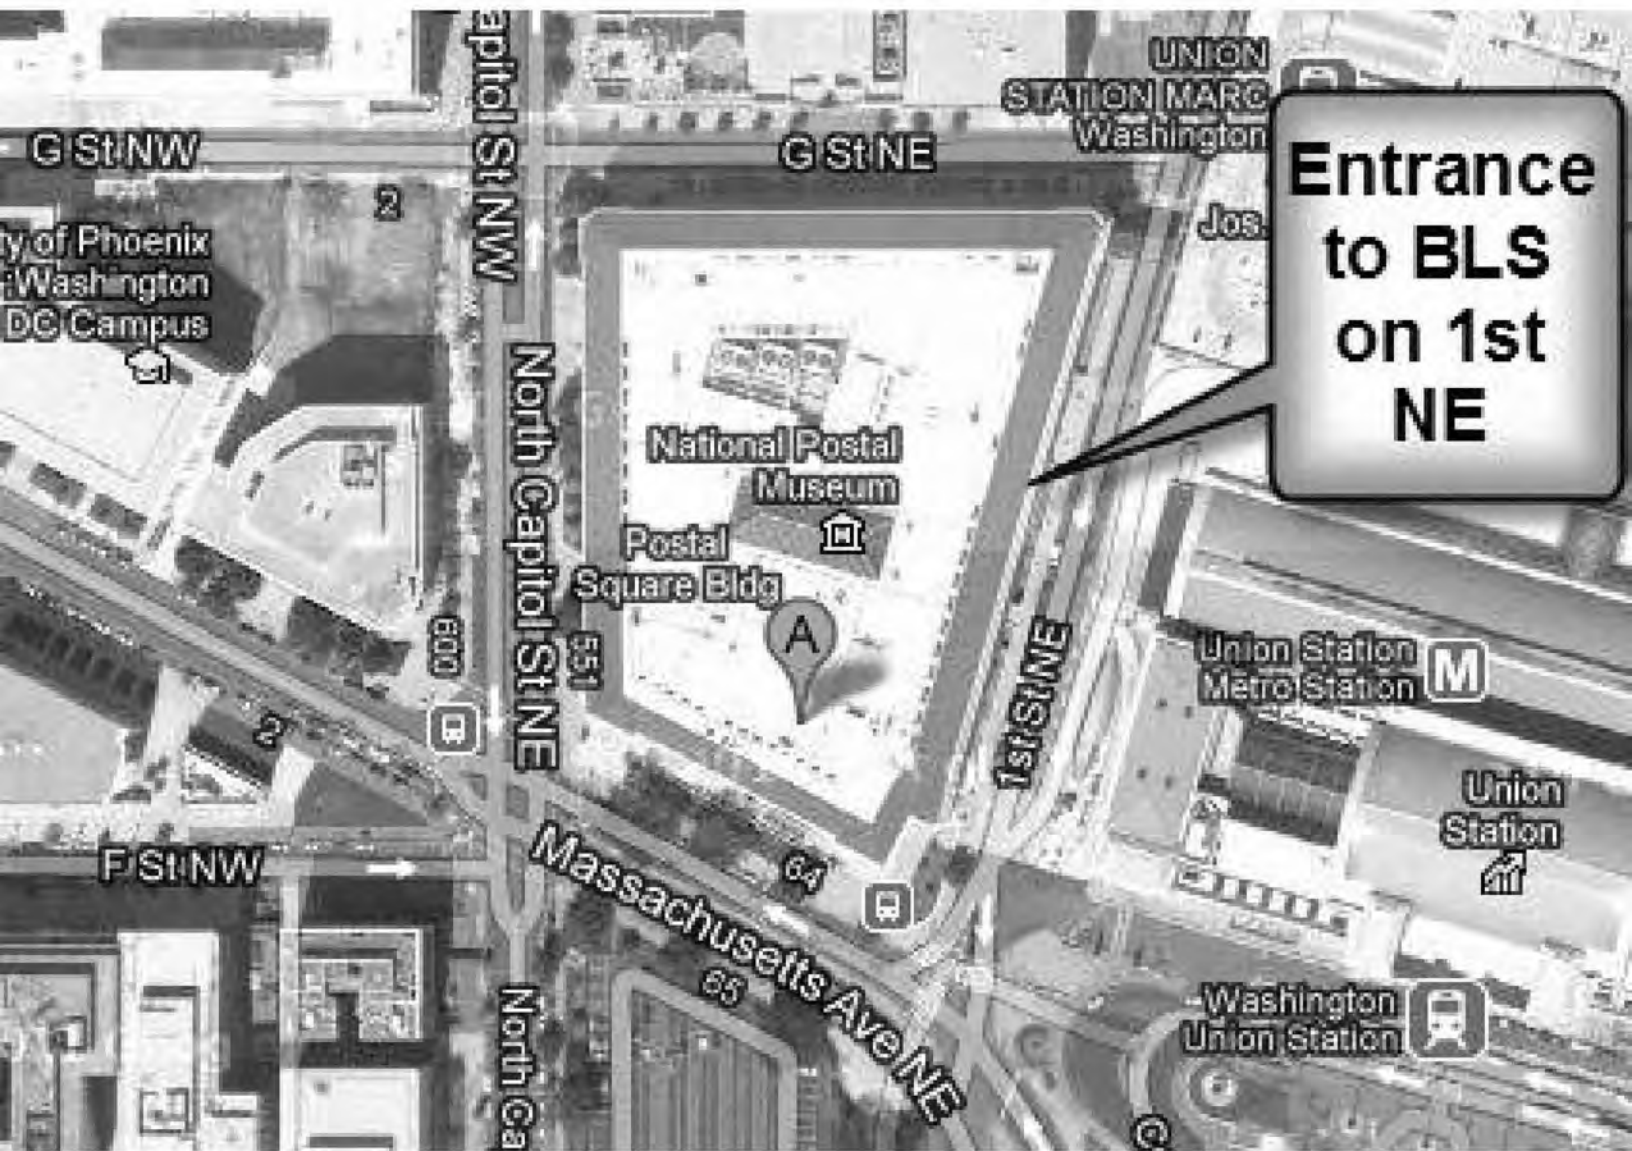 apitol St NW
UNION
STATION MARC
Washington
G St NW
G St NE
Entrance
to BLS
on 1st
NE
2
Jos.
ty of Phoenix
:Washington
DC Campus
North Capitol St NE
National Postal
Museum
Postal
Square Bldg
A
600
551
1st St NE
Union Station
Metro Station
M
2
Union
Station
F St NW
Massachusetts Ave NE
64
65
North Ca
Washington
Union Station
C